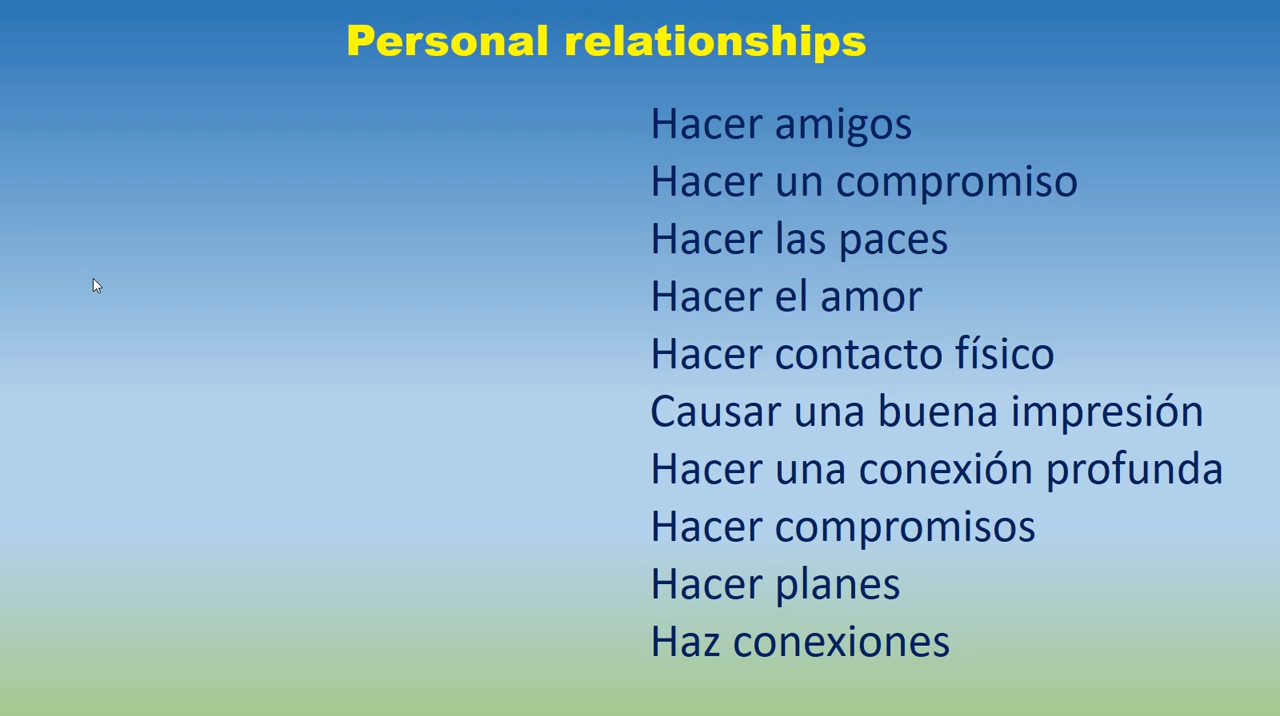 Personal relationships
Hacer amigos
Hacer un compromiso
Hacer las paces
Hacer el amor
Hacer contacto físico
Causar una buena impresión
Hacer una conexión profunda
Hacer compromisos
Hacer planes
Haz conexiones